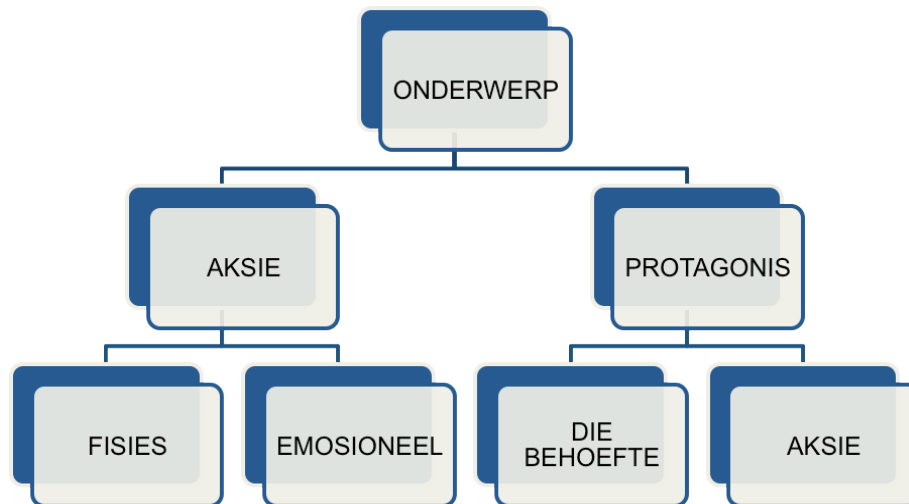 ONDERWERP
AKSIE
PROTAGONIS
FISIES
EMOSIONEEL
DIE
BEHOEFTE
AKSIE